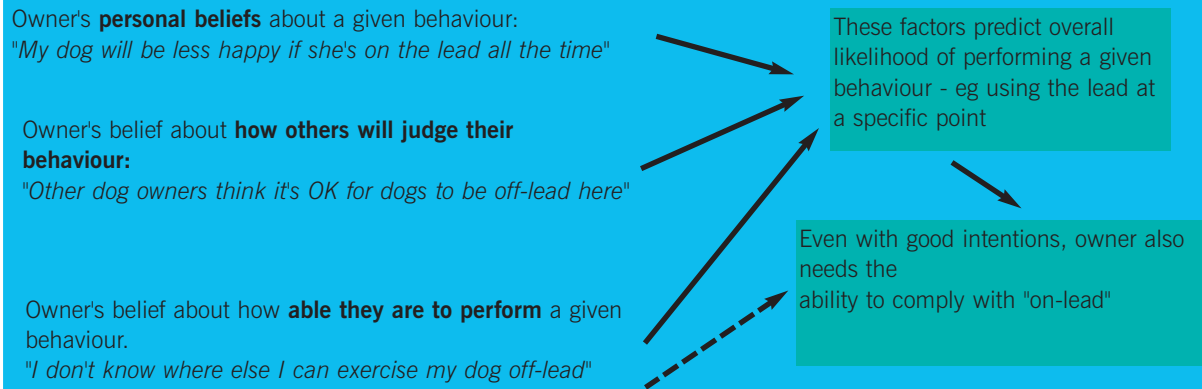 Owner's personal beliefs about a given behaviour:
"My dog will be less happy if she's on the lead all the time"
Owner's belief about how others will judge their
behaviour:
"Other dog owners think it's OK for dogs to be off-lead here"
Owner's belief about how able they are to perform a given
behaviour.
"I don't know where else I can exercise my dog off-lead"
These factors predict overall
likelihood of performing a given
behaviour - eg using the lead at
a specific point
Even with good intentions, owner also
needs the
ability to comply with "on-lead"